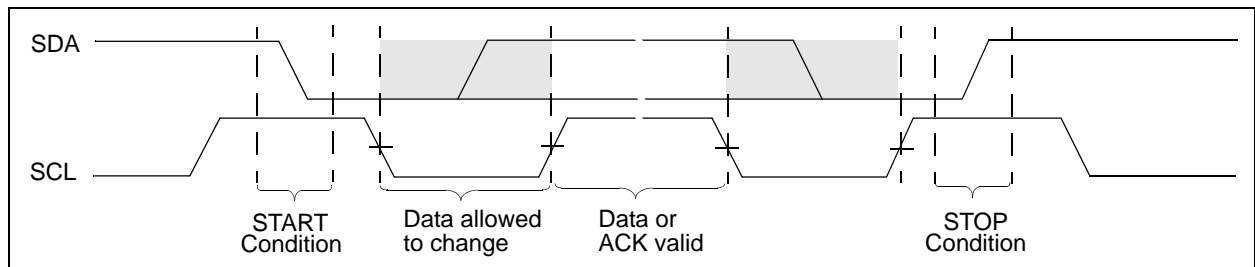 SDA
SCL
START
Condition
Data allowed
to change
Data or
ACK valid
STOP
Condition